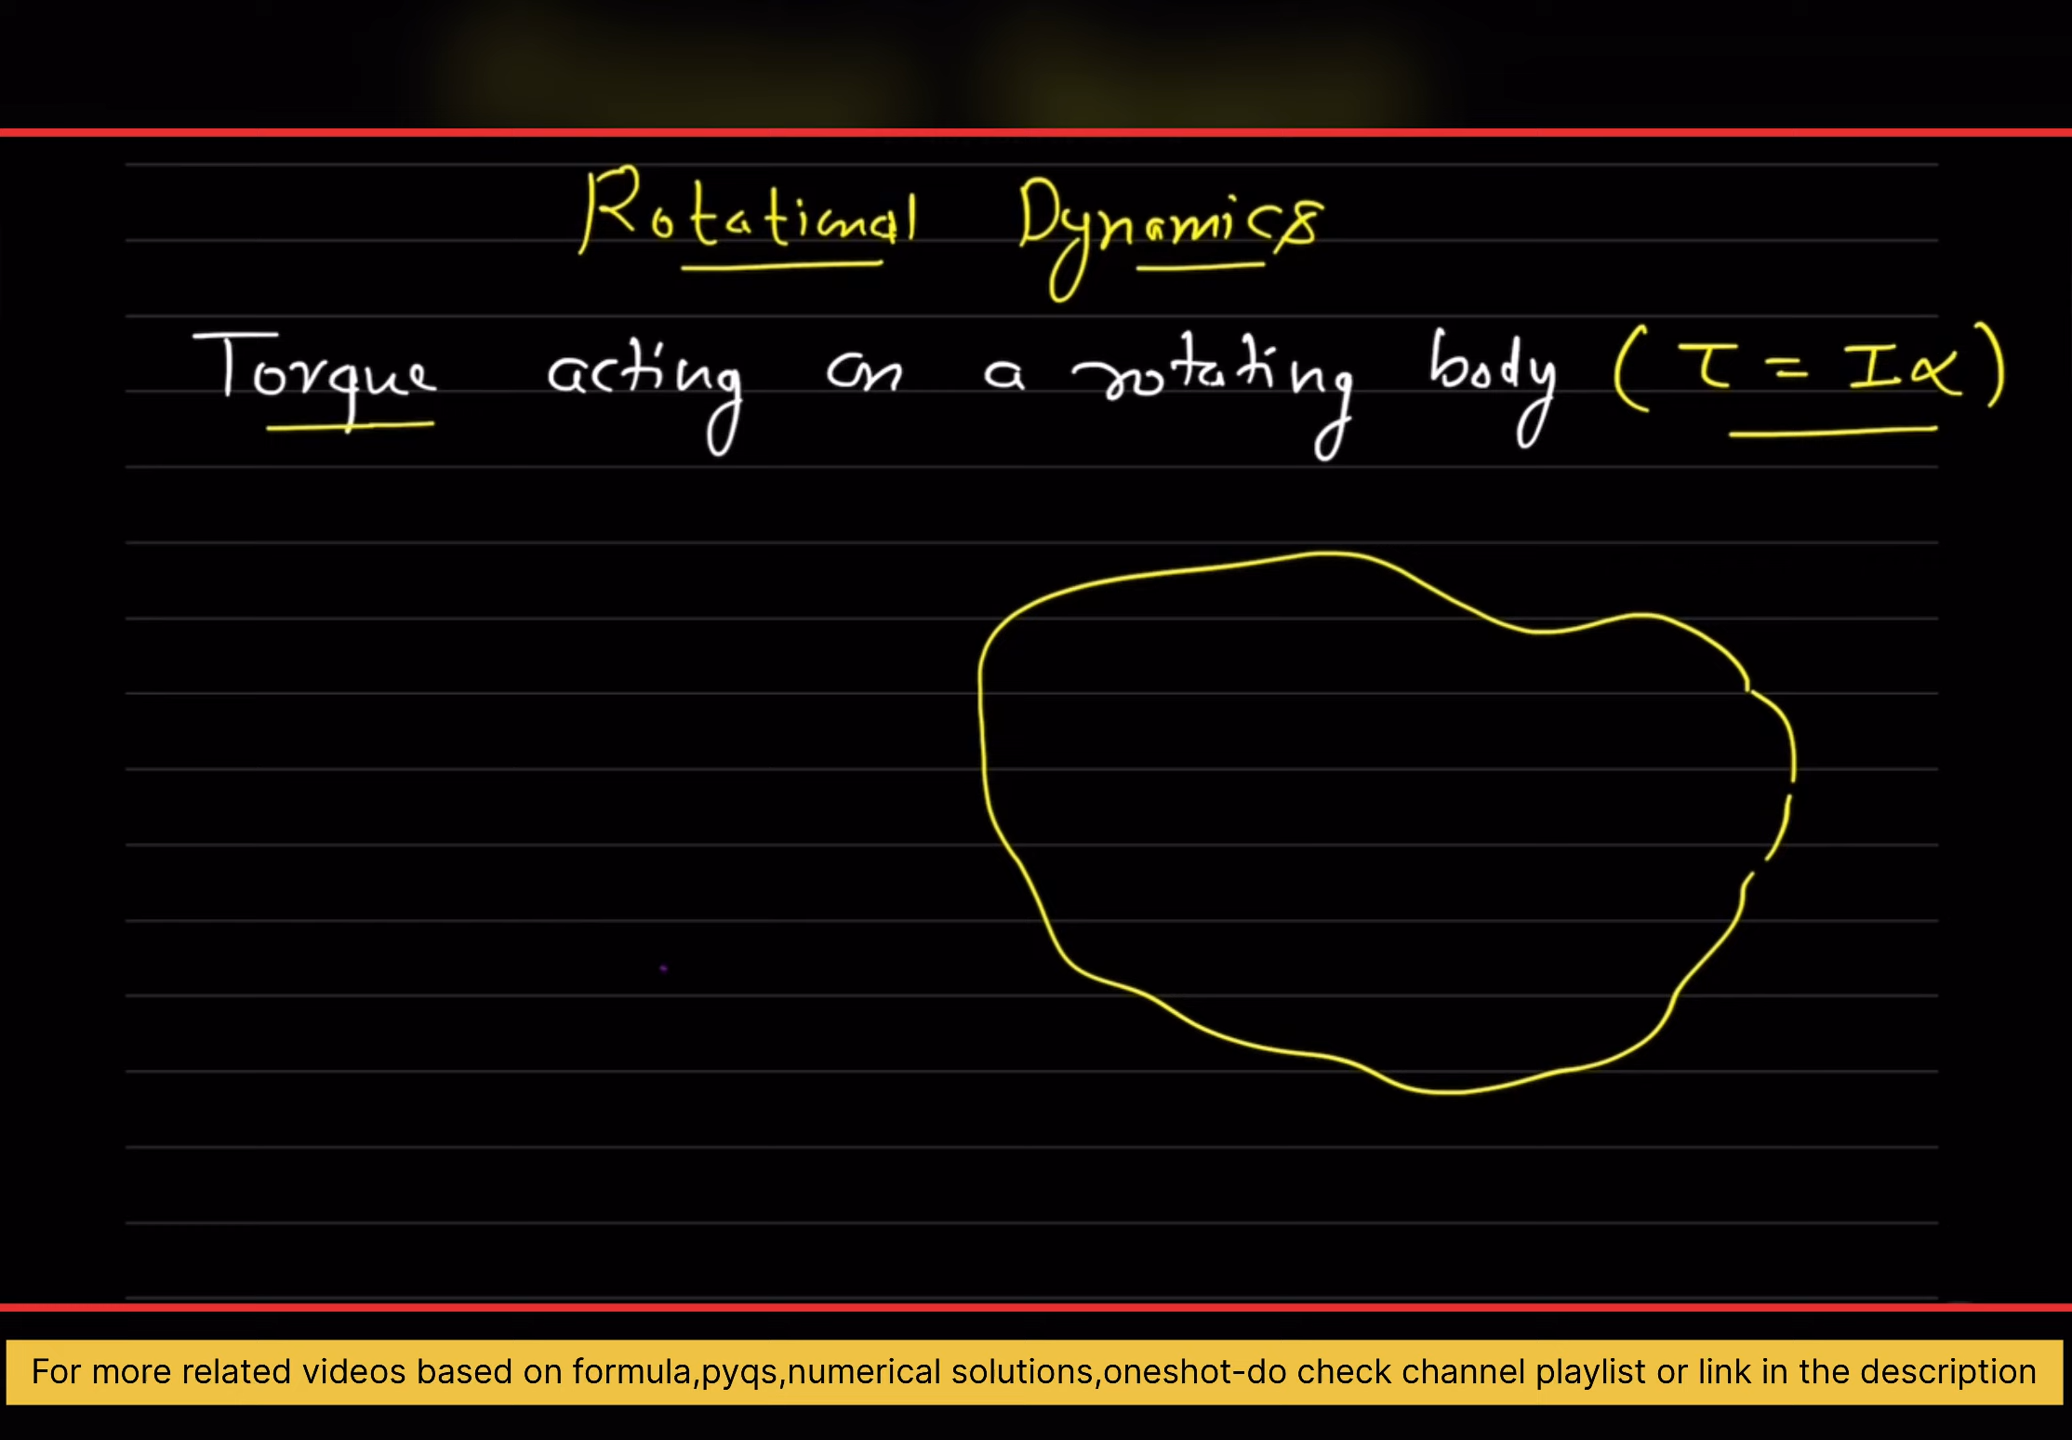 Rotational Dynamics
Torque acting on a rotating body (τ = Iα)
For more related videos based on formula,pyqs,numerical solutions,oneshot-do check channel playlist or link in the description